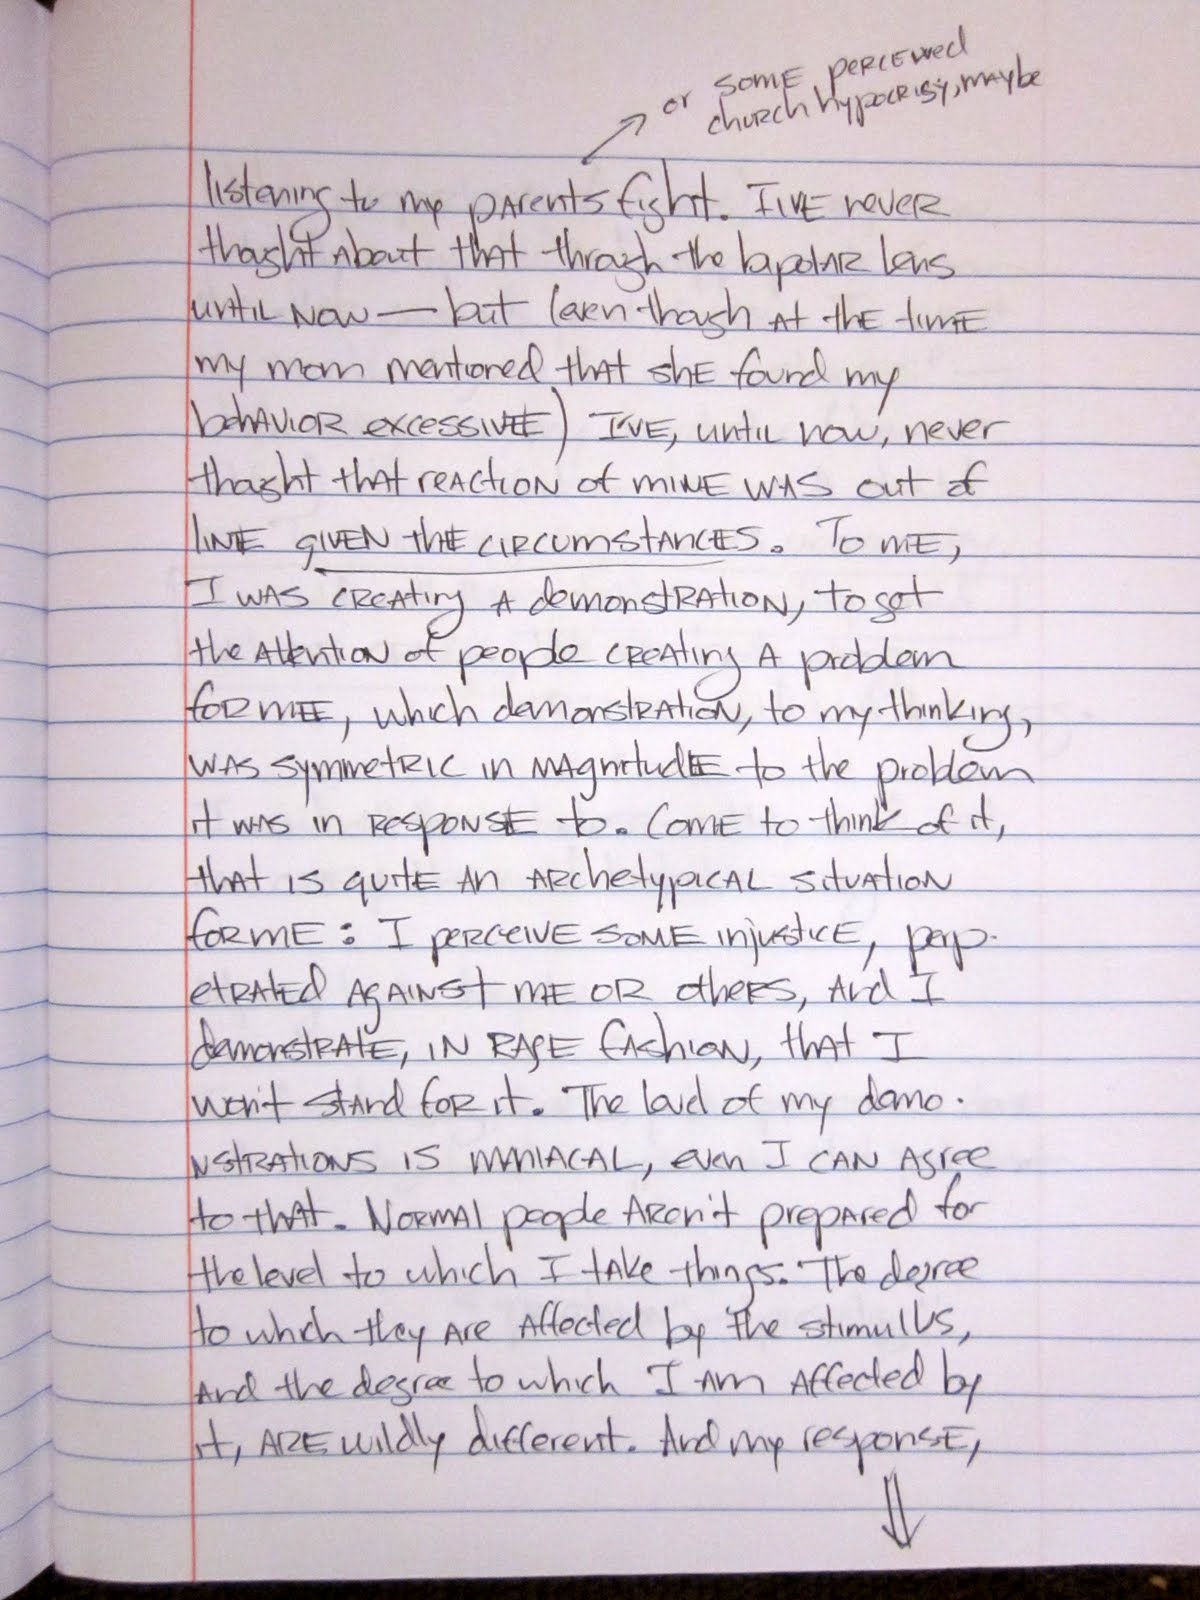 or some perceived
church hypocrisy, maybe
listening to my parents fight. I've never
thought about that through the bipolar lens
until now — but (even though at the time
my mom mentioned that she found my
behavior excessive) I've, until now, never
thought that reaction of mine was out of
line given the circumstances. To me,
I was creating a demonstration, to get
the attention of people creating a problem
for me, which demonstration, to my thinking,
was symmetric in magnitude to the problem
it was in response to. Come to think of it,
that is quite an archetypical situation
for me: I perceive some injustice, perp-
etrated against me or others, and I
demonstrate, in rage fashion, that I
won't stand for it. The level of my demo-
nstrations is maniacal, even I can agree
to that. Normal people aren't prepared for
the level to which I take things. The degree
to which they are affected by the stimulus,
and the degree to which I am affected by
it, are wildly different. And my response,